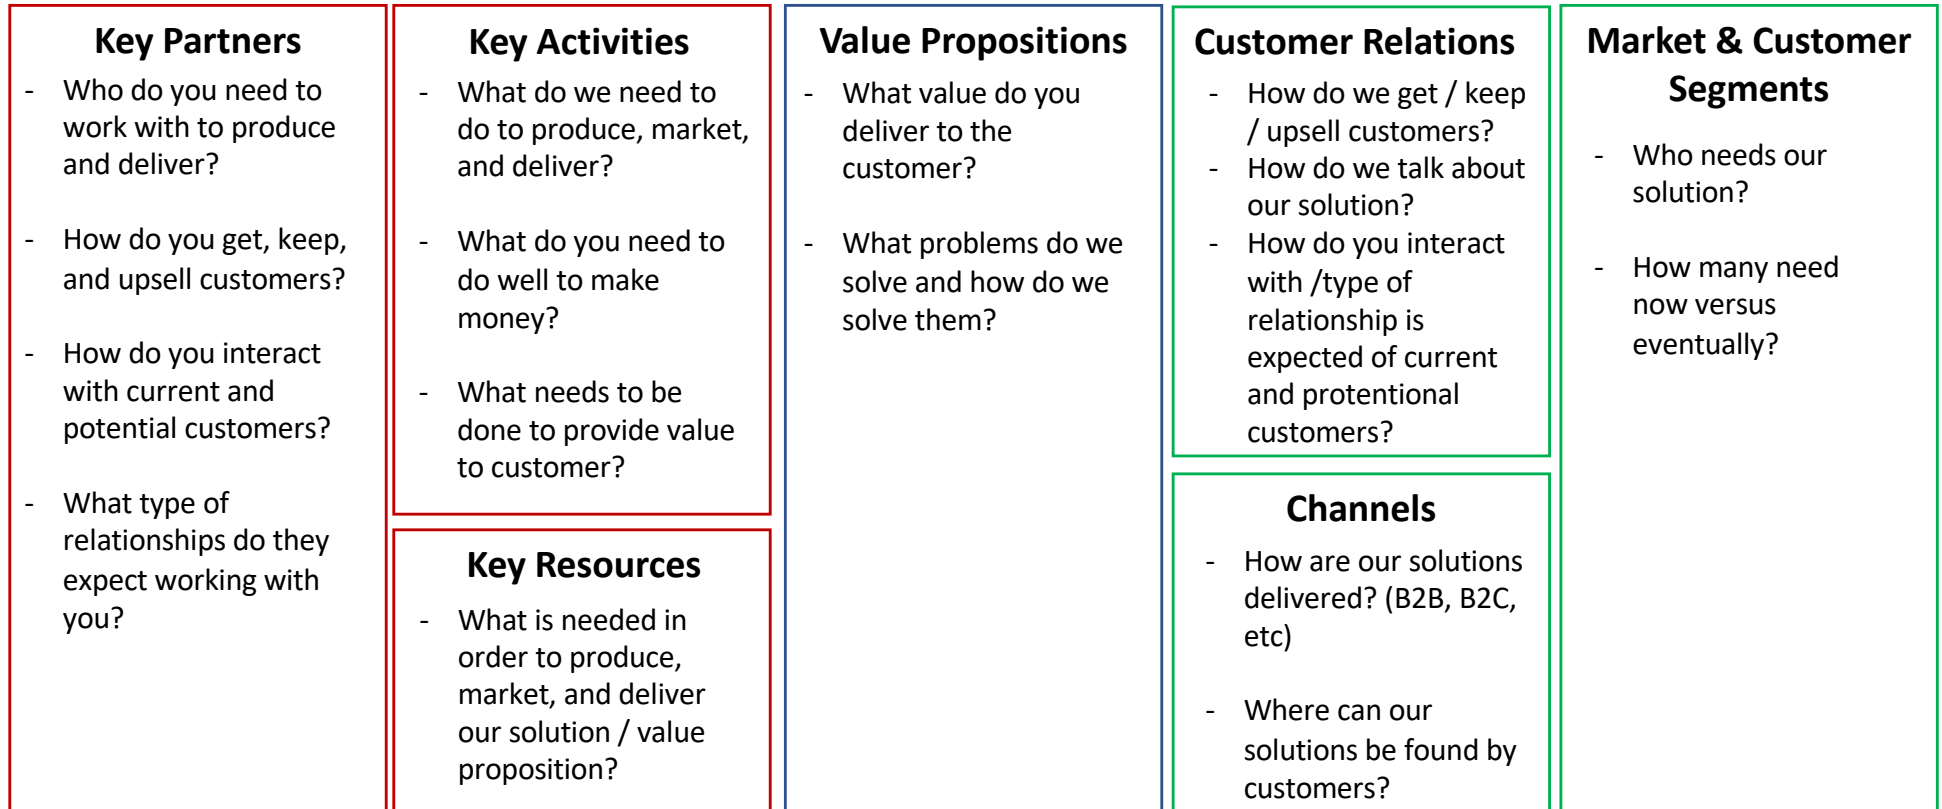 Key Partners
- Who do you need to
work with to produce
and deliver?
- How do you get, keep,
and upsell customers?
- How do you interact
with current and
potential customers?
- What type of
relationships do they
expect working with
you?
Key Activities
- What do we need to
do to produce, market,
and deliver?
- What do you need to
do well to make
money?
- What needs to be
done to provide value
to customer?
Key Resources
- What is needed in
order to produce,
market, and deliver
our solution / value
proposition?
Value Propositions
- What value do you
deliver to the
customer?
- What problems do we
solve and how do we
solve them?
Customer Relations
- How do we get / keep
/ upsell customers?
- How do we talk about
our solution?
- How do you interact
with /type of
relationship is
expected of current
and protentional
customers?
Channels
- How are our solutions
delivered? (B2B, B2C,
etc)
- Where can our
solutions be found by
customers?
Market & Customer
Segments
- Who needs our
solution?
- How many need
now versus
eventually?